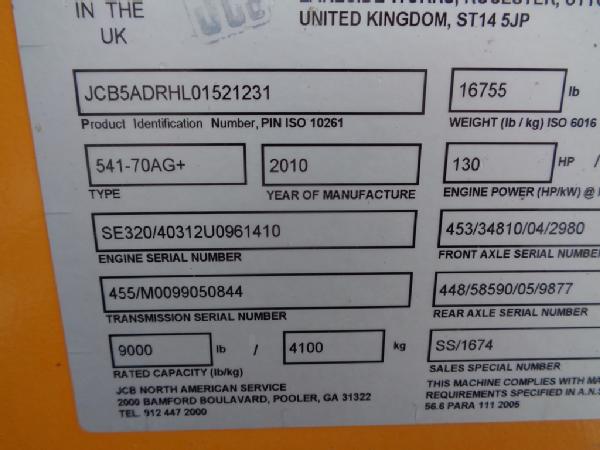 IN THE
UK
JCB
UNITED KINGDOM, ST14 5JP
JCB5ADRHL01521231
Product Identification Number, PIN ISO 10261
16755 lb
WEIGHT (lb / kg) ISO 6016
541-70AG+
TYPE
2010
YEAR OF MANUFACTURE
130 HP /
ENGINE POWER (HP/kW) @
SE320/40312U0961410
ENGINE SERIAL NUMBER
453/34810/04/2980
FRONT AXLE SERIAL NUMBER
455/M0099050844
TRANSMISSION SERIAL NUMBER
448/58590/05/9877
REAR AXLE SERIAL NUMBER
9000 lb / 4100 kg
RATED CAPACITY (lb/kg)
SS/1674
SALES SPECIAL NUMBER
JCB NORTH AMERICAN SERVICE
2000 BAMFORD BOULAVARD, POOLER, GA 31322
TEL. 912 447 2000
THIS MACHINE COMPLIES WITH
REQUIREMENTS SPECIFIED IN A.N.
56.6 PARA 111 2005